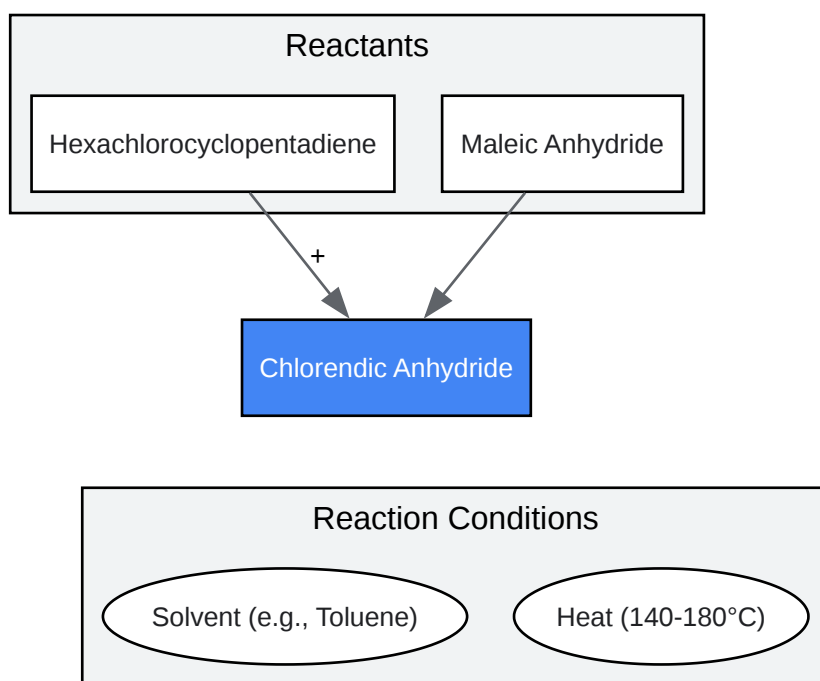 Reactants
Hexachlorocyclopentadiene
Maleic Anhydride
+
Chlorendic Anhydride
Reaction Conditions
Solvent (e.g., Toluene)
Heat (140-180°C)